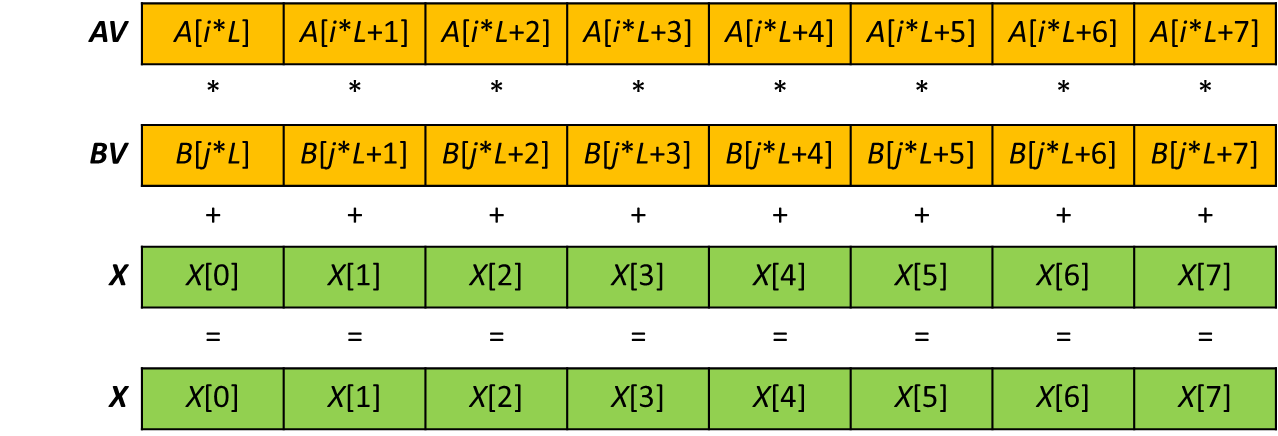 AV A[i*L] A[i*L+1] A[i*L+2] A[i*L+3] A[i*L+4] A[i*L+5] A[i*L+6] A[i*L+7]
* * * * * * * *
BV B[j*L] B[j*L+1] B[j*L+2] B[j*L+3] B[j*L+4] B[j*L+5] B[j*L+6] B[j*L+7]
+ + + + + + + +
X X[0] X[1] X[2] X[3] X[4] X[5] X[6] X[7]
= = = = = = = =
X X[0] X[1] X[2] X[3] X[4] X[5] X[6] X[7]